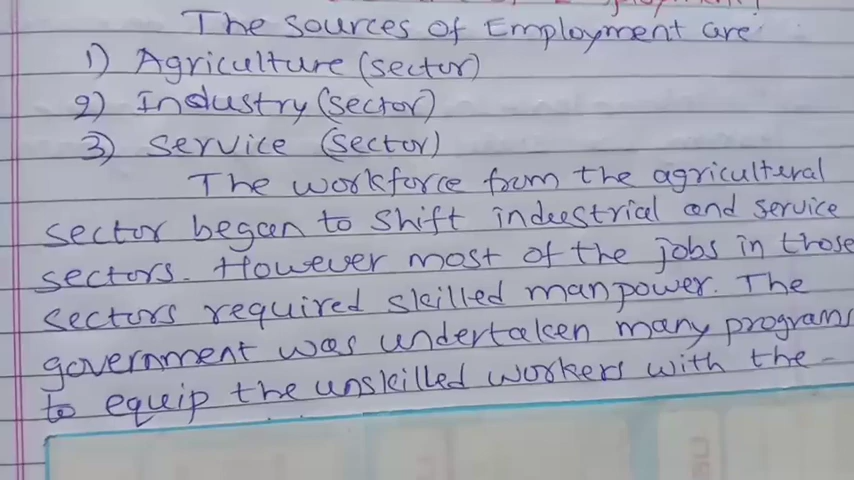 The sources of Employment are
1) Agriculture (sector)
2) Industry (sector)
3) Service (sector)
The workforce from the agricultural
sector began to shift industrial and service
sectors. However most of the jobs in those
sectors required skilled manpower. The
government was undertaken many programs
to equip the unskilled workers with the